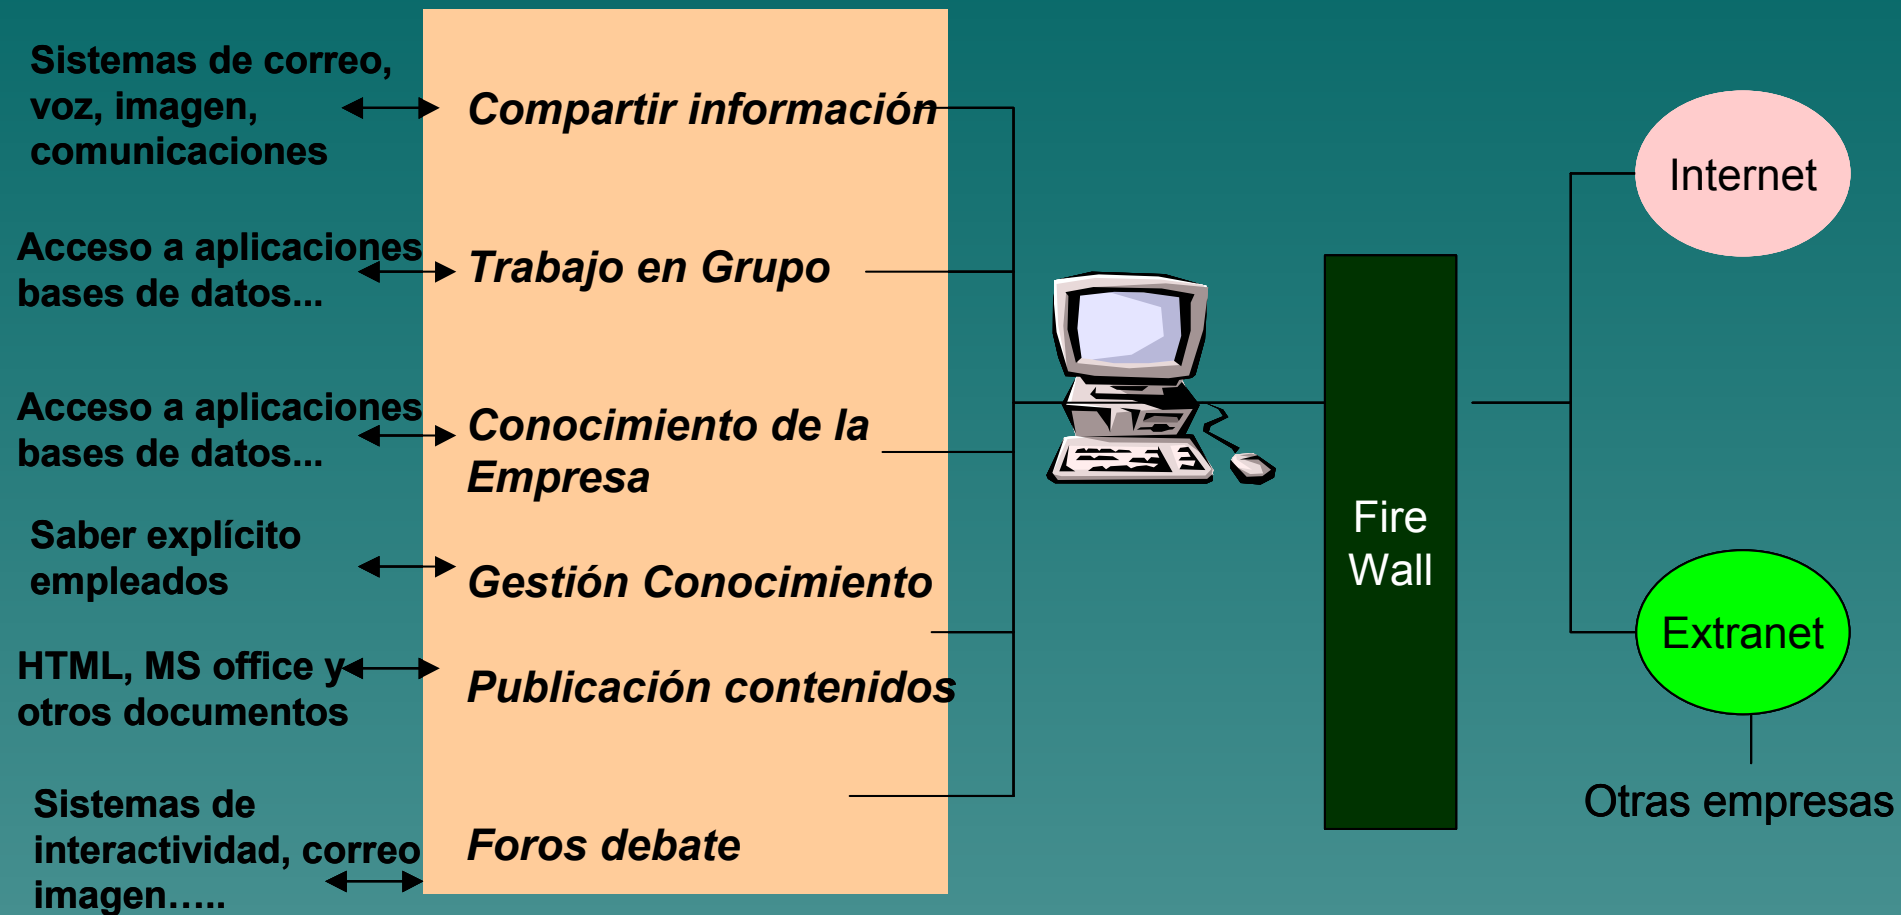 Sistemas de correo,
voz, imagen,
comunicaciones
Compartir información
Acceso a aplicaciones
bases de datos...
Trabajo en Grupo
Acceso a aplicaciones
bases de datos...
Conocimiento de la
Empresa
Saber explícito
empleados
Gestión Conocimiento
HTML, MS office y
otros documentos
Publicación contenidos
Sistemas de
interactividad, correo
imagen…..
Foros debate
Fire
Wall
Internet
Extranet
Otras empresas